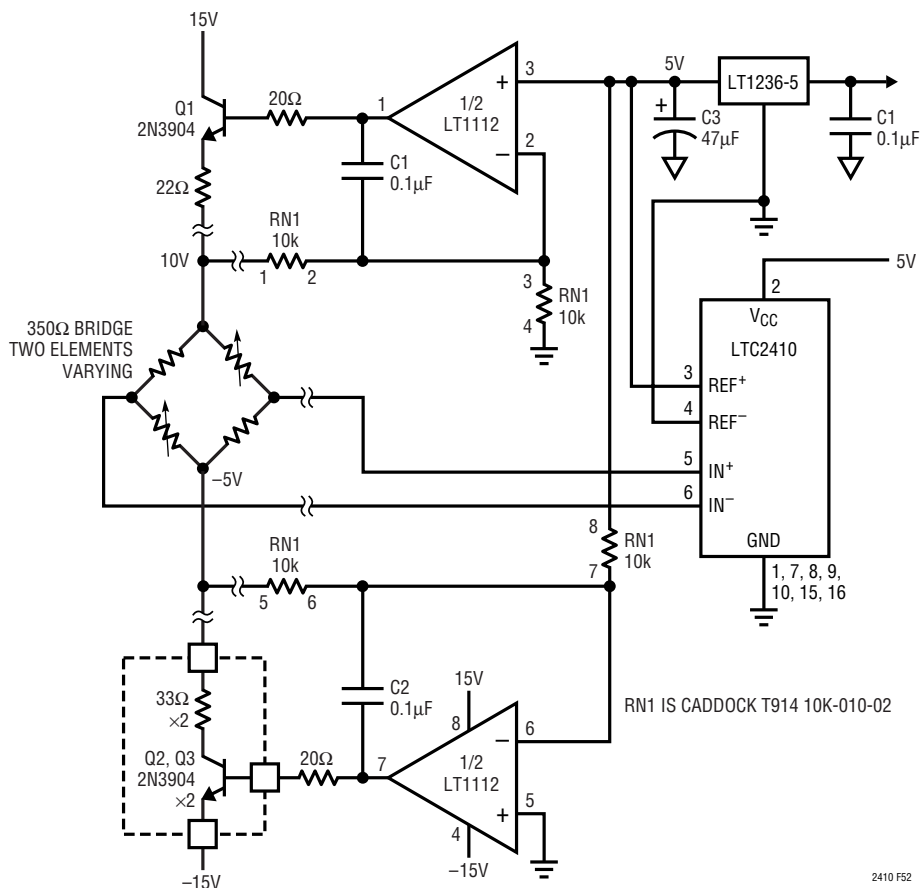 15V
Q1
2N3904
20Ω
22Ω
1
1/2
LT1112
+
3
−
2
C1
0.1µF
5V
LT1236-5
+
C3
47µF
C1
0.1µF
10V
RN1
10k
1
2
3
4
RN1
10k
350Ω BRIDGE
TWO ELEMENTS
VARYING
−5V
5V
2
VCC
LTC2410
3
REF+
4
REF−
5
IN+
6
IN−
GND
1, 7, 8, 9,
10, 15, 16
8
RN1
10k
7
RN1
10k
5
6
33Ω
×2
Q2, Q3
2N3904
×2
20Ω
−15V
C2
0.1µF
15V
8
7
1/2
LT1112
−
6
+
5
4
−15V
RN1 IS CADDOCK T914 10K-010-02
2410 F52